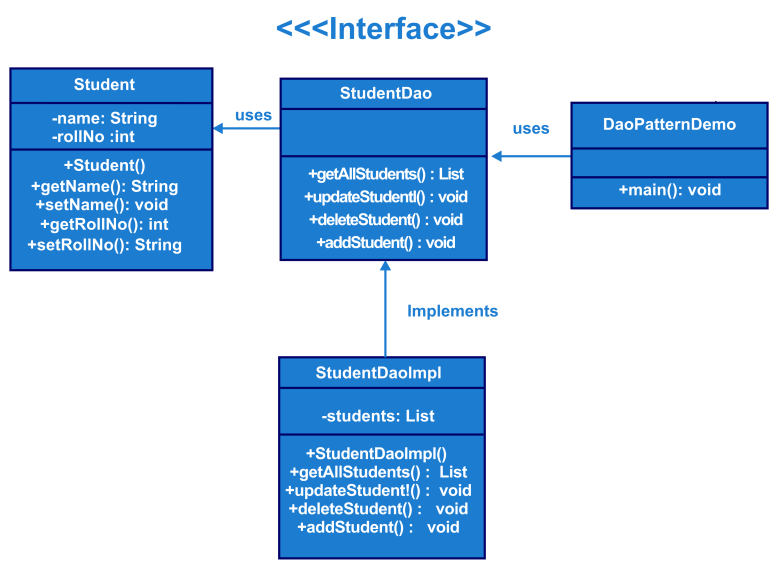 <<<Interface>>
Student
-name: String
-rollNo :int
+Student()
+getName(): String
+setName(): void
+getRollNo(): int
+setRollNo(): String
uses
StudentDao
+getAllStudents() : List
+updateStudentl() : void
+deleteStudent() : void
+addStudent() : void
uses
DaoPatternDemo
+main(): void
Implements
StudentDaoImpl
-students: List
+StudentDaoImpl()
+getAllStudents() : List
+updateStudent!() : void
+deleteStudent() : void
+addStudent() : void